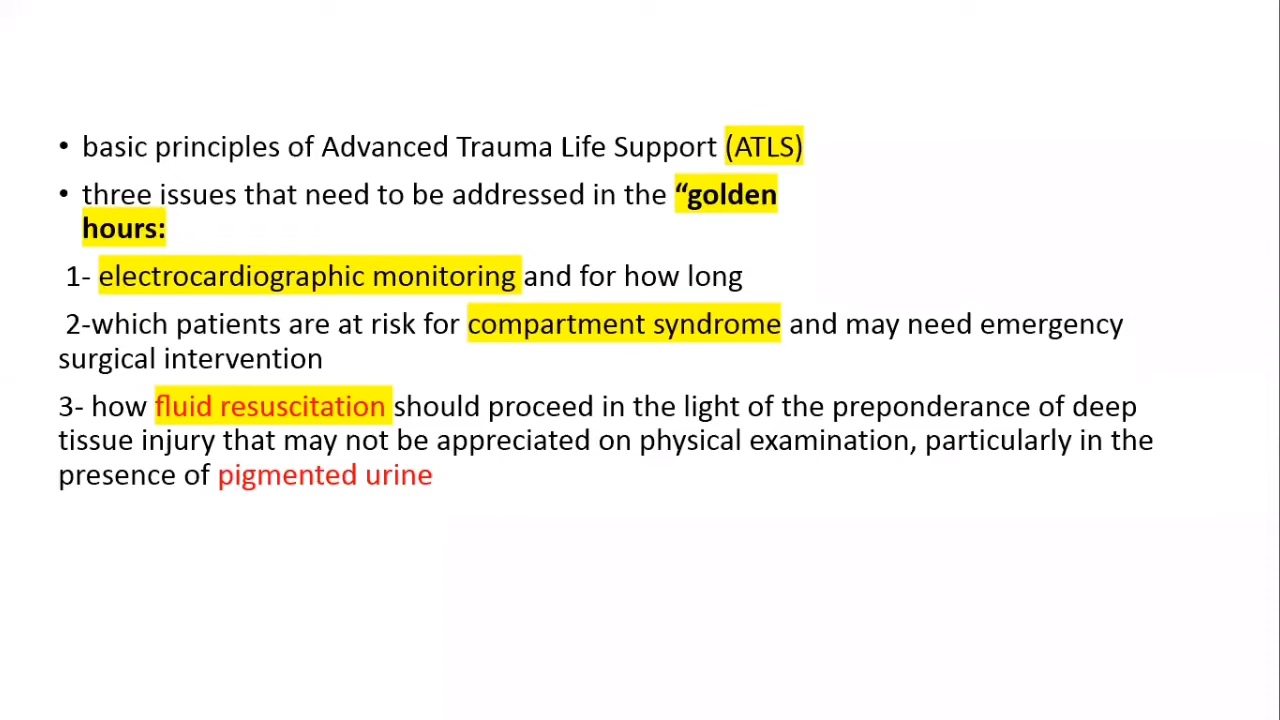 • basic principles of Advanced Trauma Life Support (ATLS)
• three issues that need to be addressed in the “golden
hours:
1- electrocardiographic monitoring and for how long
2-which patients are at risk for compartment syndrome and may need emergency
surgical intervention
3- how fluid resuscitation should proceed in the light of the preponderance of deep
tissue injury that may not be appreciated on physical examination, particularly in the
presence of pigmented urine